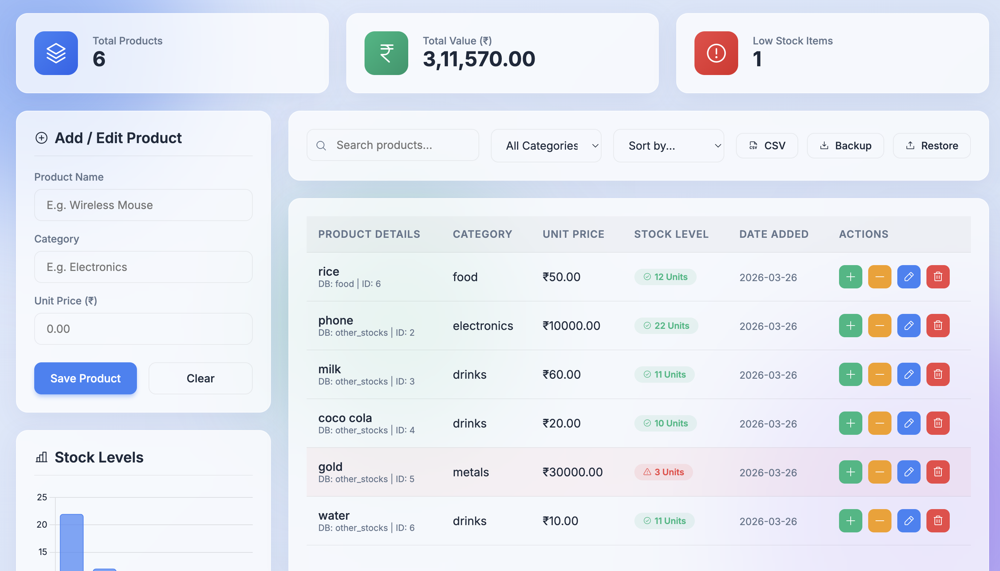 Total Products
6
Total Value (₹)
3,11,570.00
Low Stock Items
1
Add / Edit Product
Product Name
E.g. Wireless Mouse
Category
E.g. Electronics
Unit Price (₹)
0.00
Save Product
Clear
Stock Levels
25
20
15
Search products...
All Categories
Sort by...
CSV
CSV
Backup
Restore
PRODUCT DETAILS CATEGORY UNIT PRICE STOCK LEVEL DATE ADDED ACTIONS
rice
DB: food | ID: 6
food ₹50.00 12 Units 2026-03-26
phone
DB: other_stocks | ID: 2
electronics ₹10000.00 22 Units 2026-03-26
milk
DB: other_stocks | ID: 3
drinks ₹60.00 11 Units 2026-03-26
coco cola
DB: other_stocks | ID: 4
drinks ₹20.00 10 Units 2026-03-26
gold
DB: other_stocks | ID: 5
metals ₹30000.00 3 Units 2026-03-26
water
DB: other_stocks | ID: 6
drinks ₹10.00 11 Units 2026-03-26